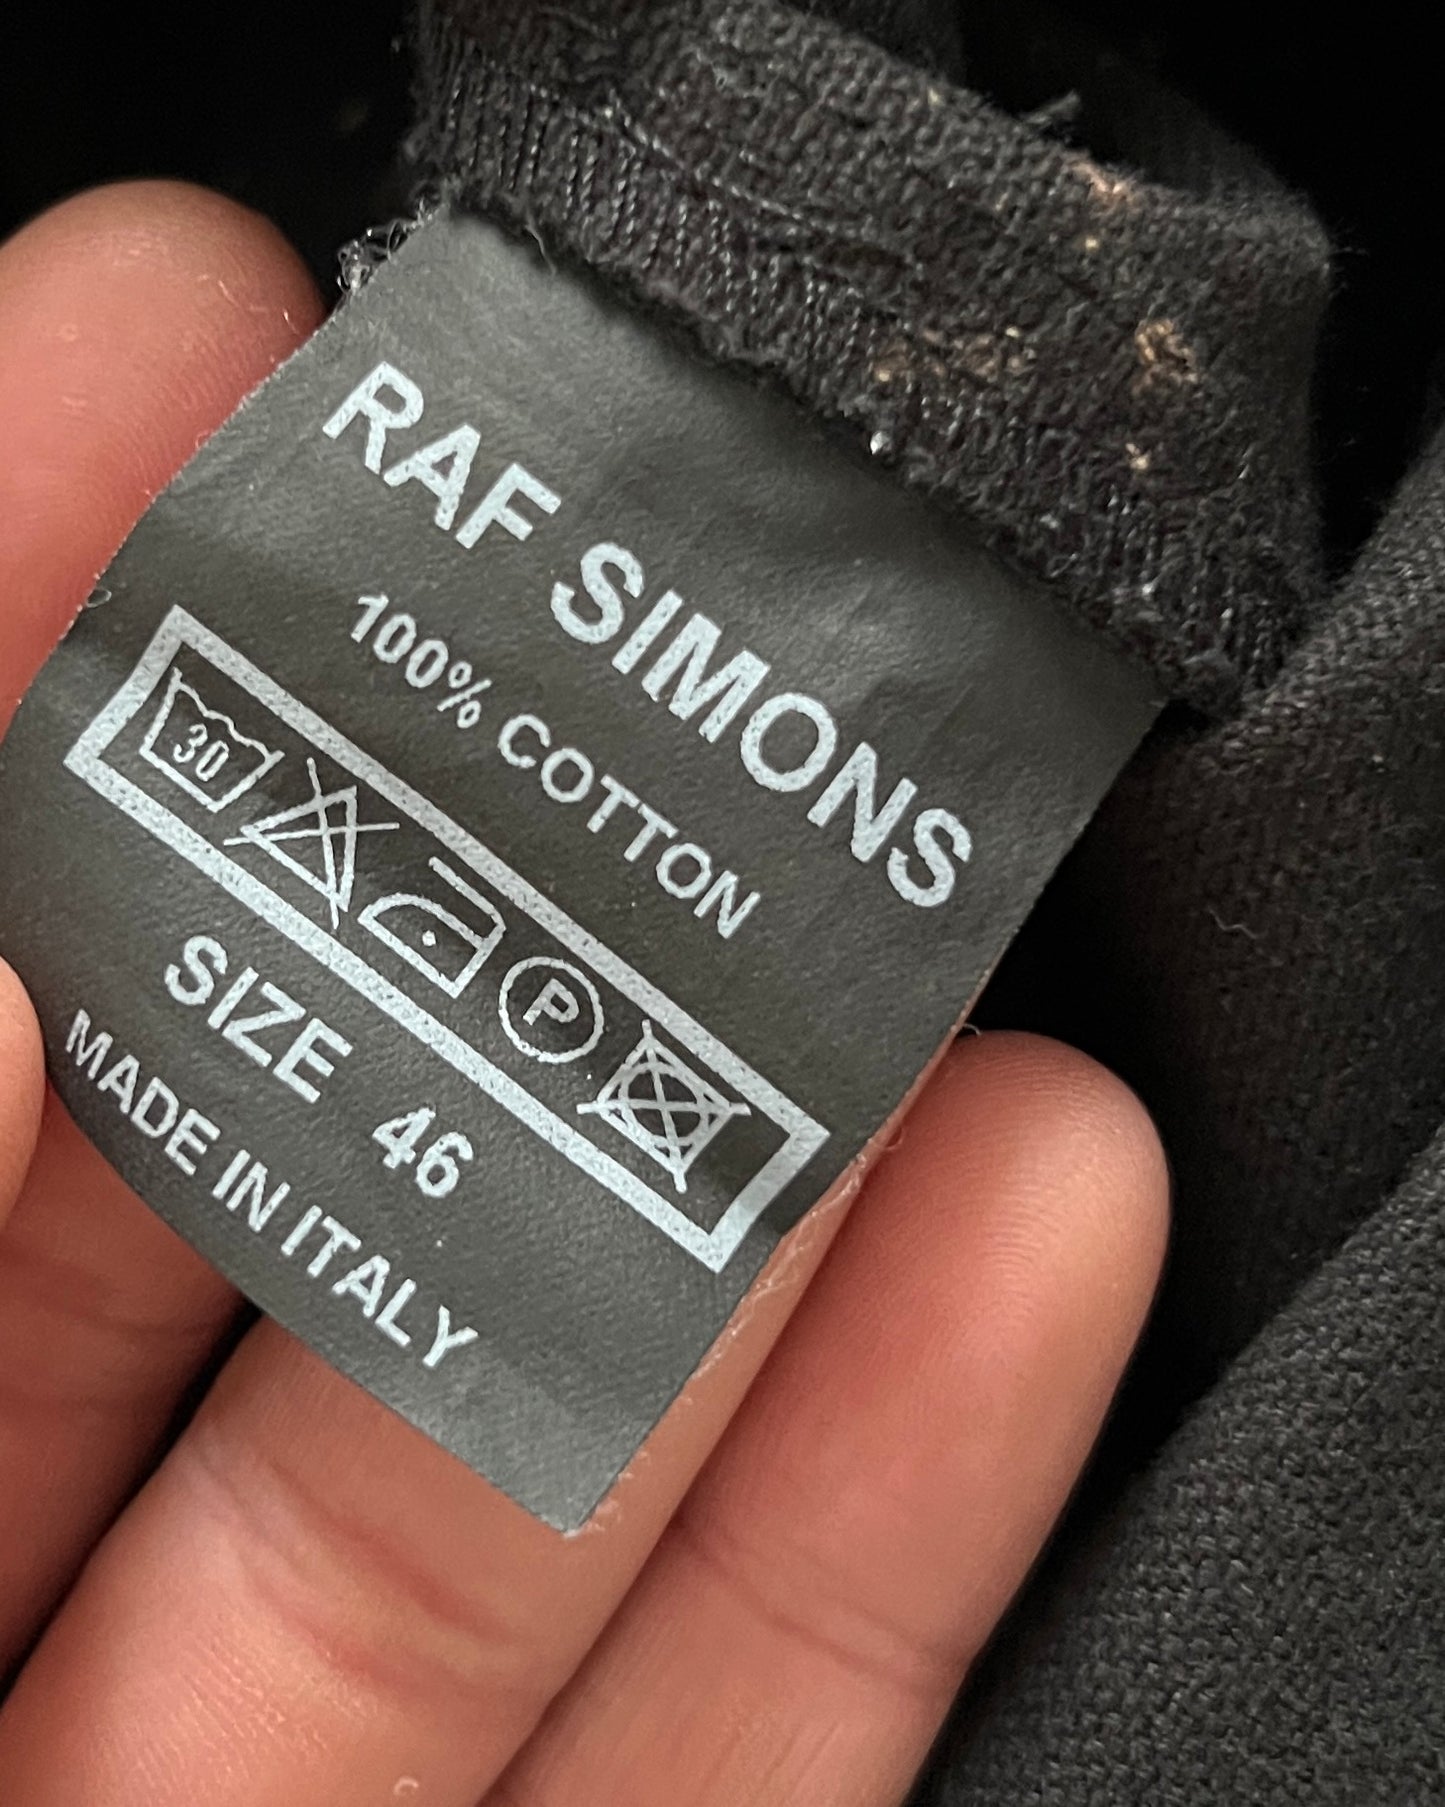 RAF SIMONS
100% COTTON
30 P
SIZE 46
MADE IN ITALY